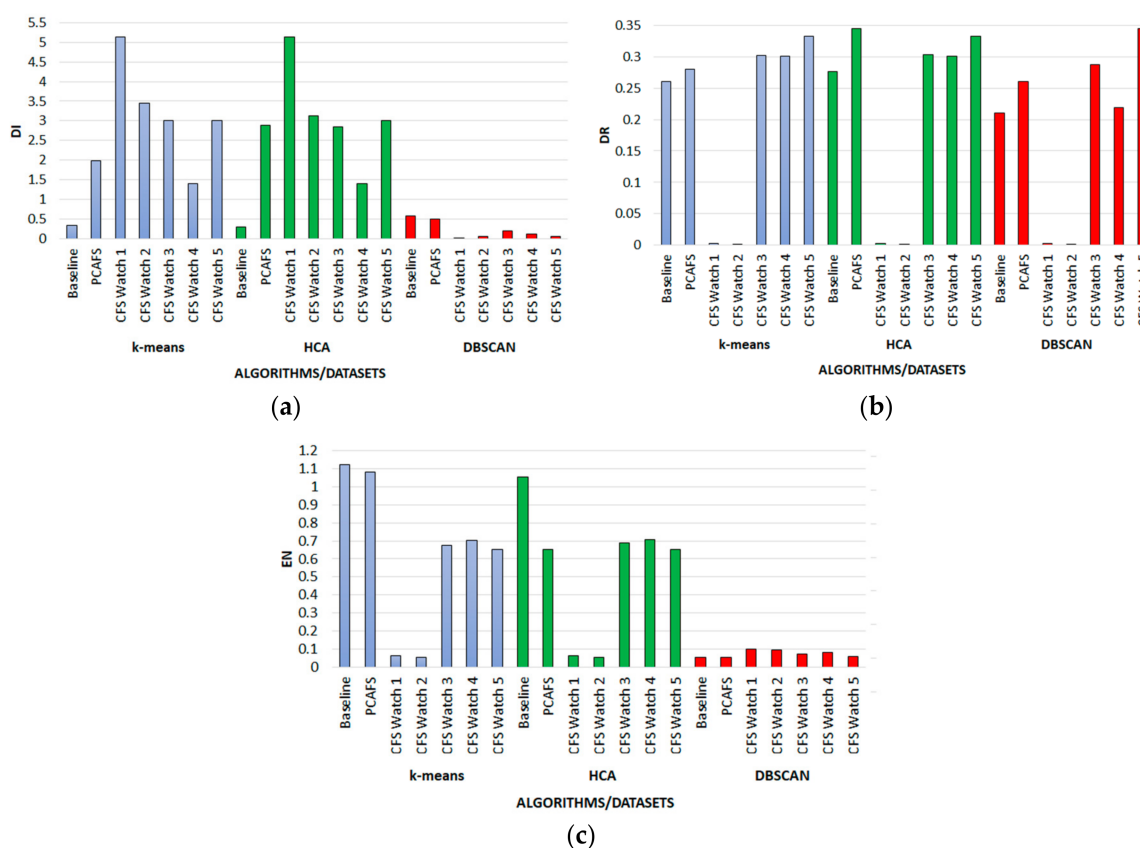 5.5
5
4.5
4
3.5
3
2.5
2
1.5
1
0.5
0
DI
Baseline
PCAFS
CFS Watch 1
CFS Watch 2
CFS Watch 3
CFS Watch 4
CFS Watch 5
Baseline
PCAFS
CFS Watch 1
CFS Watch 2
CFS Watch 3
CFS Watch 4
CFS Watch 5
Baseline
PCAFS
CFS Watch 1
CFS Watch 2
CFS Watch 3
CFS Watch 4
CFS Watch 5
k-means HCA DBSCAN
ALGORITHMS/DATASETS
(a)
0.35
0.3
0.25
0.2
0.15
0.1
0.05
0
DR
Baseline
PCAFS
CFS Watch 1
CFS Watch 2
CFS Watch 3
CFS Watch 4
CFS Watch 5
Baseline
PCAFS
CFS Watch 1
CFS Watch 2
CFS Watch 3
CFS Watch 4
CFS Watch 5
Baseline
PCAFS
CFS Watch 1
CFS Watch 2
CFS Watch 3
CFS Watch 4
CFS Watch
k-means HCA DBSCAN
ALGORITHMS/DATASETS
(b)
1.2
1.1
1
0.9
0.8
0.7
0.6
0.5
0.4
0.3
0.2
0.1
0
EN
Baseline
PCAFS
CFS Watch 1
CFS Watch 2
CFS Watch 3
CFS Watch 4
CFS Watch 5
Baseline
PCAFS
CFS Watch 1
CFS Watch 2
CFS Watch 3
CFS Watch 4
CFS Watch 5
Baseline
PCAFS
CFS Watch 1
CFS Watch 2
CFS Watch 3
CFS Watch 4
CFS Watch 5
k-means HCA DBSCAN
ALGORITHMS/DATASETS
(c)